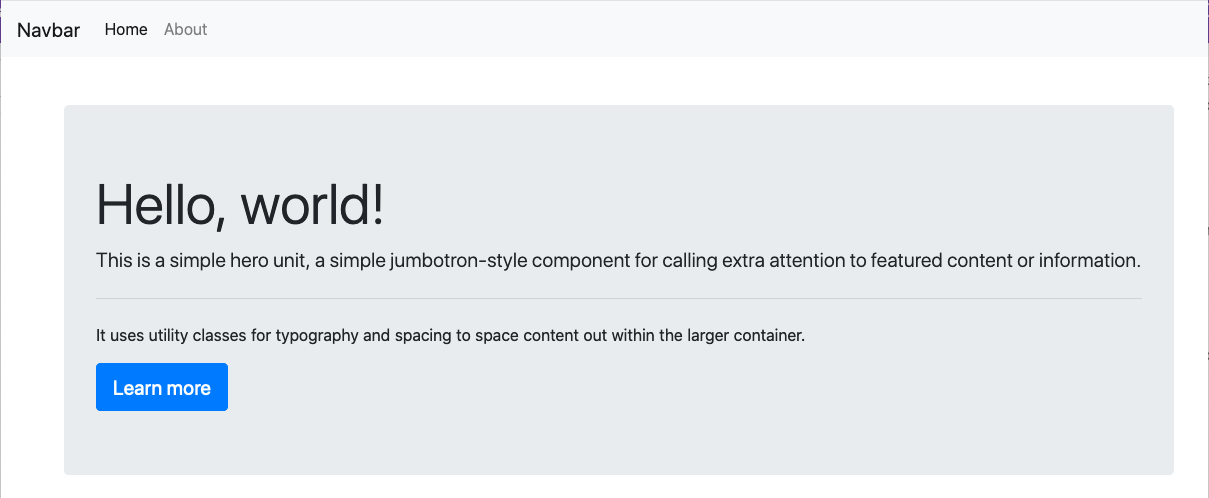 Navbar Home About
Hello, world!
This is a simple hero unit, a simple jumbotron-style component for calling extra attention to featured content or information.
It uses utility classes for typography and spacing to space content out within the larger container.
Learn more